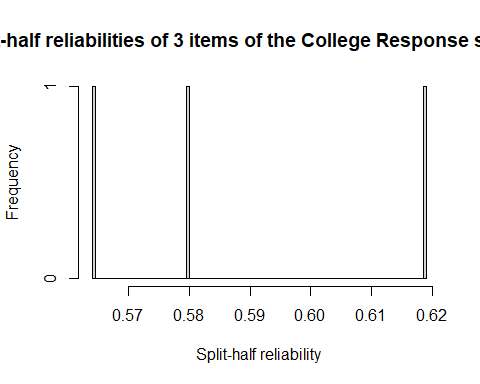 -half reliabilities of 3 items of the College Response s
Frequency
1
0
0.57 0.58 0.59 0.60 0.61 0.62
Split-half reliability